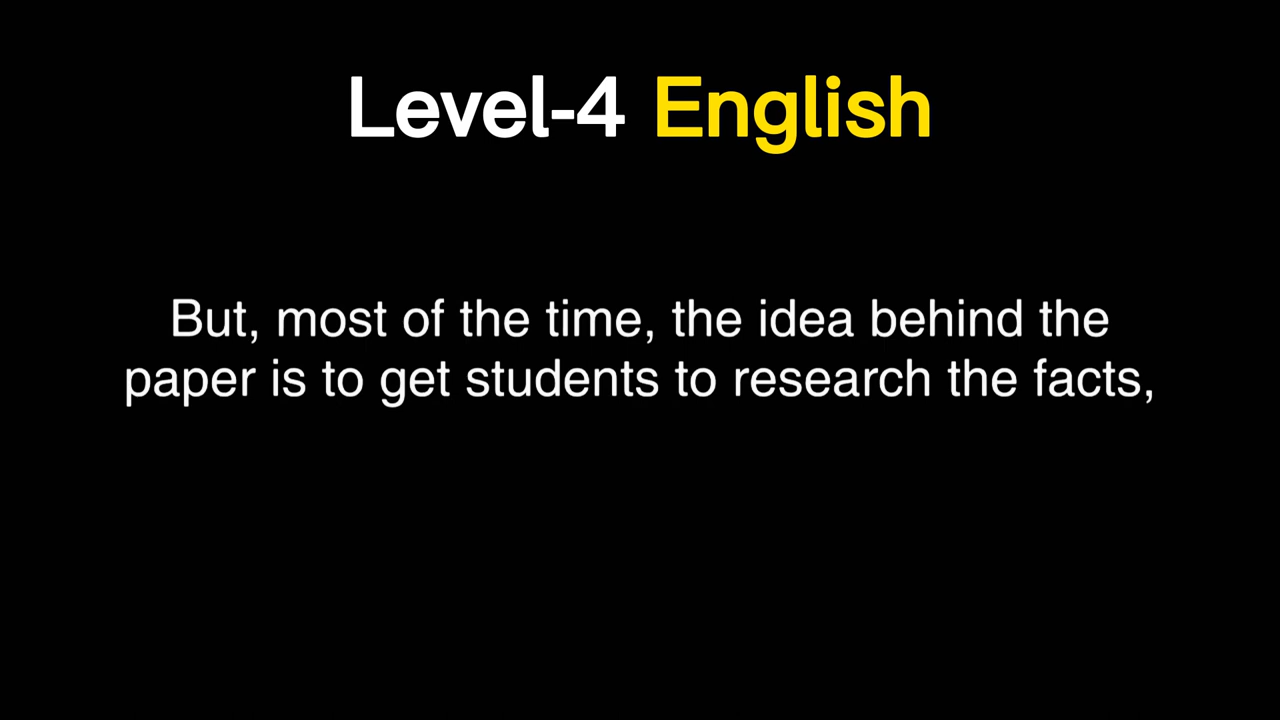 Level-4 English
But, most of the time, the idea behind the
paper is to get students to research the facts,